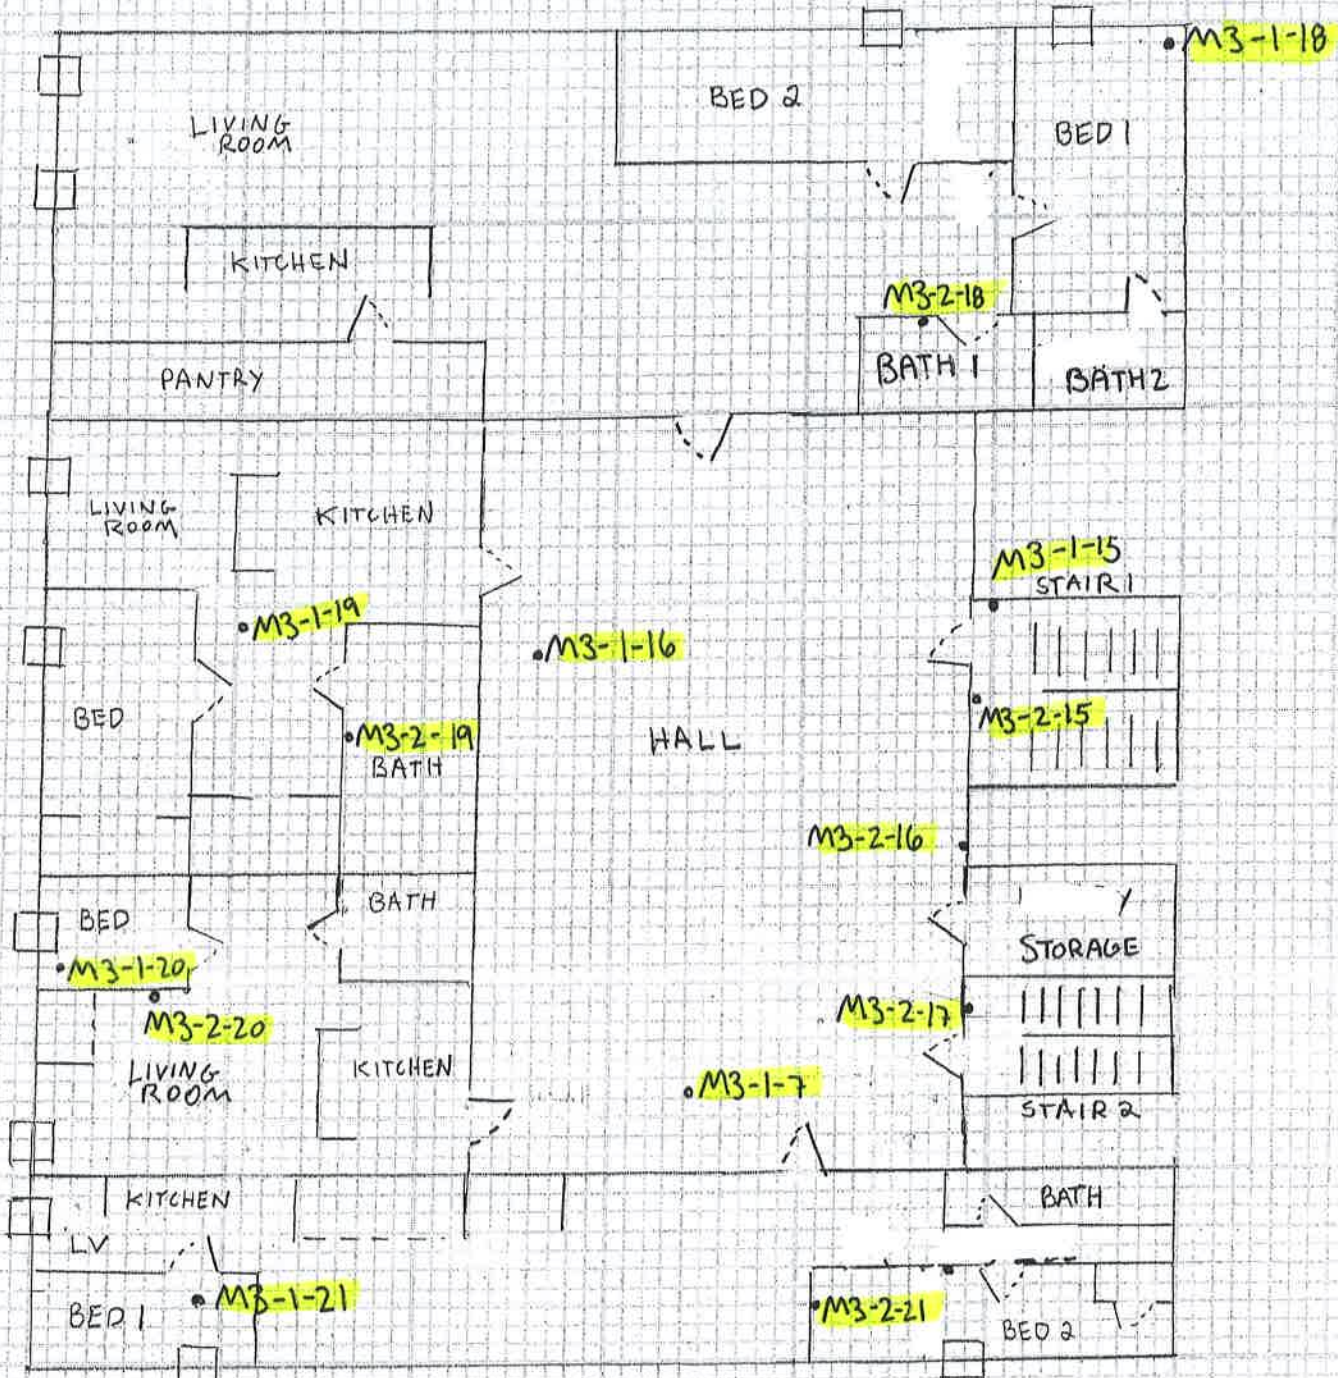 M3-1-18
BED 2
BED 1
LIVING
ROOM
KITCHEN
M3-2-18
BATH 1
BATH 2
PANTRY
LIVING
ROOM
KITCHEN
M3-1-15
STAIR 1
M3-1-19
M3-1-16
BED
M3-2-19
BATH
HALL
M3-2-15
M3-2-16
BED
BATH
STORAGE
M3-1-20
M3-2-20
M3-2-17
LIVING
ROOM
KITCHEN
M3-1-7
STAIR 2
KITCHEN
BATH
LV
M3-1-21
BED 1
M3-2-21
BED 2